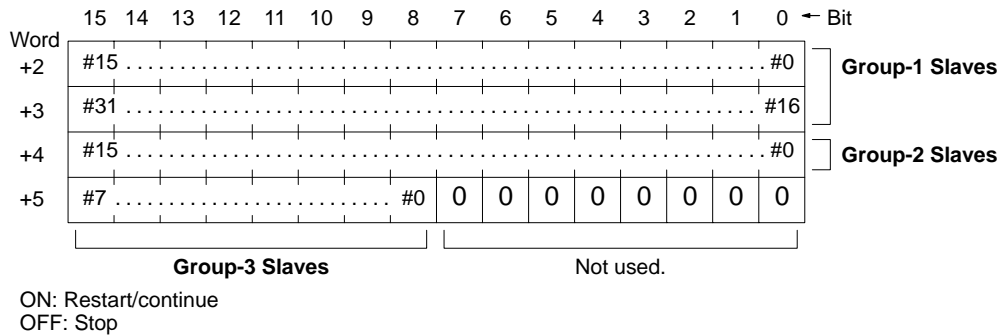 15 14 13 12 11 10 9 8 7 6 5 4 3 2 1 0 ← Bit
Word
+2 #15 . . . . . . . . . . . . . . . . . . . . . . . . . . . . . . . . . . . . . . . . . . . . . . . . . . . . . . . . . . . . #0 Group-1 Slaves
+3 #31 . . . . . . . . . . . . . . . . . . . . . . . . . . . . . . . . . . . . . . . . . . . . . . . . . . . . . . . . . . . #16
+4 #15 . . . . . . . . . . . . . . . . . . . . . . . . . . . . . . . . . . . . . . . . . . . . . . . . . . . . . . . . . . . . #0 Group-2 Slaves
+5 #7 . . . . . . . . . . . . . . . . . . . . . . . . . . #0 0 0 0 0 0 0 0 0
Group-3 Slaves Not used.
ON: Restart/continue
OFF: Stop